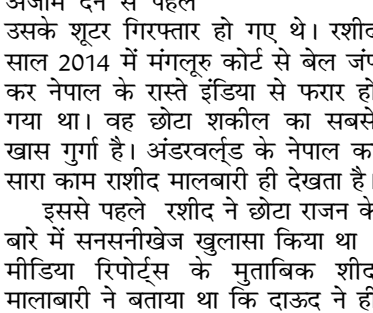 अंजाम देने से पहले
उसके शूटर गिरफ्तार हो गए थे। रशीद
साल 2014 में मंगलूरु कोर्ट से बेल जंप
कर नेपाल के रास्ते इंडिया से फरार हो
गया था। वह छोटा शकील का सबसे
खास गुर्गा है। अंडरवर्ल्ड के नेपाल का
सारा काम राशीद मालबारी ही देखता है।
इससे पहले रशीद ने छोटा राजन के
बारे में सनसनीखेज खुलासा किया था
मीडिया रिपोर्ट्स के मुताबिक शीद
मालाबारी ने बताया था कि दाऊद ने ही